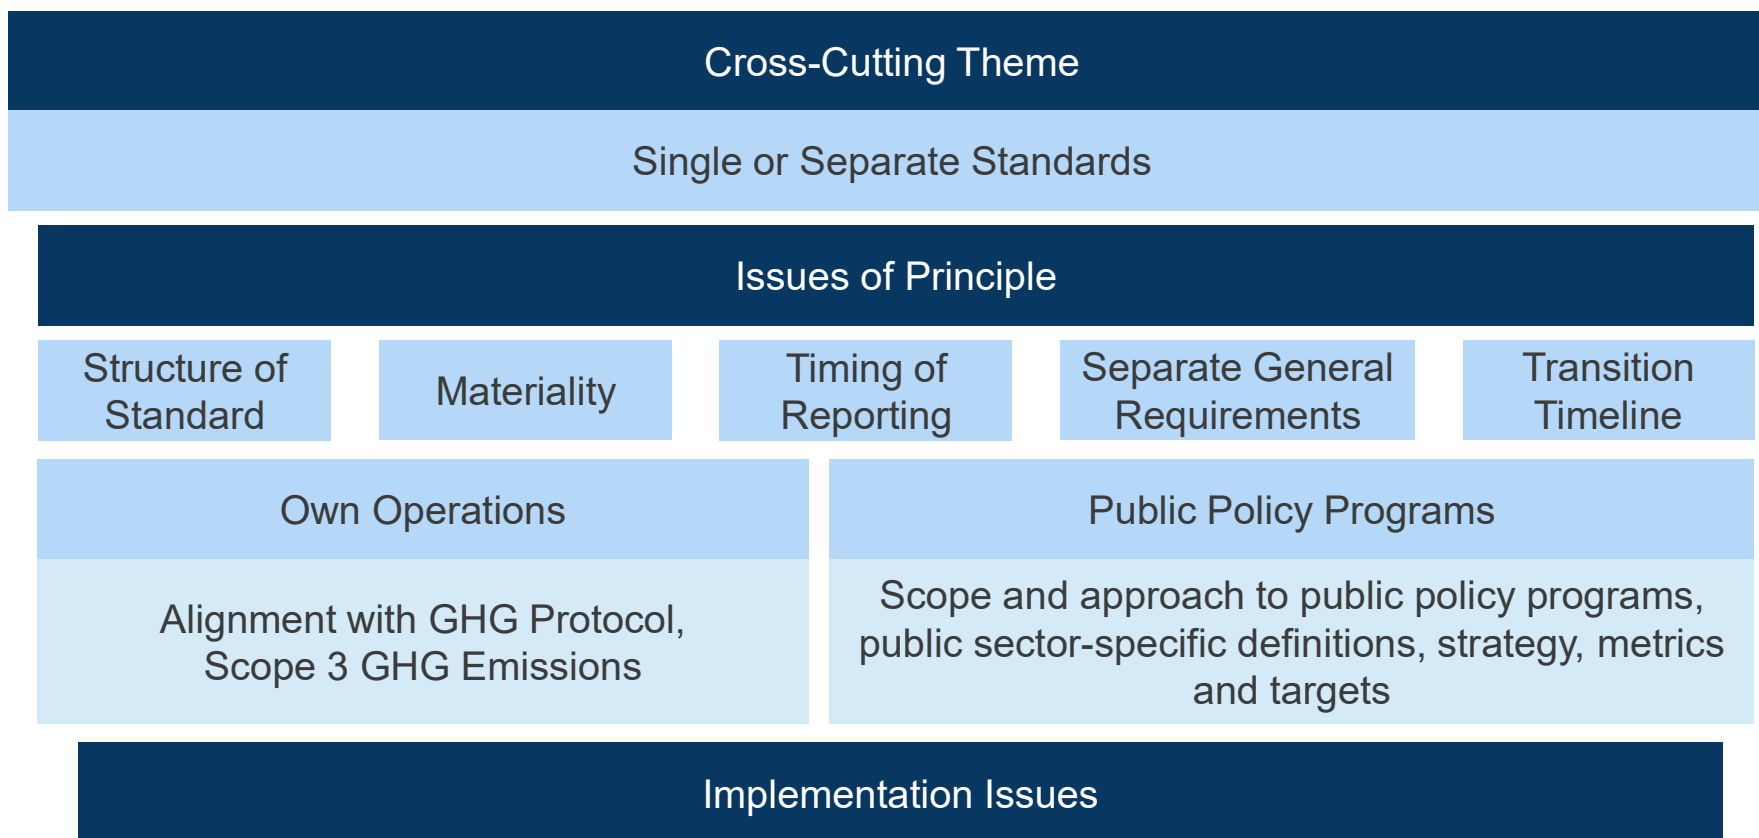 Cross-Cutting Theme
Single or Separate Standards
Issues of Principle
Structure of
Standard
Materiality
Timing of
Reporting
Separate General
Requirements
Transition
Timeline
Own Operations
Alignment with GHG Protocol,
Scope 3 GHG Emissions
Public Policy Programs
Scope and approach to public policy programs,
public sector-specific definitions, strategy, metrics
and targets
Implementation Issues